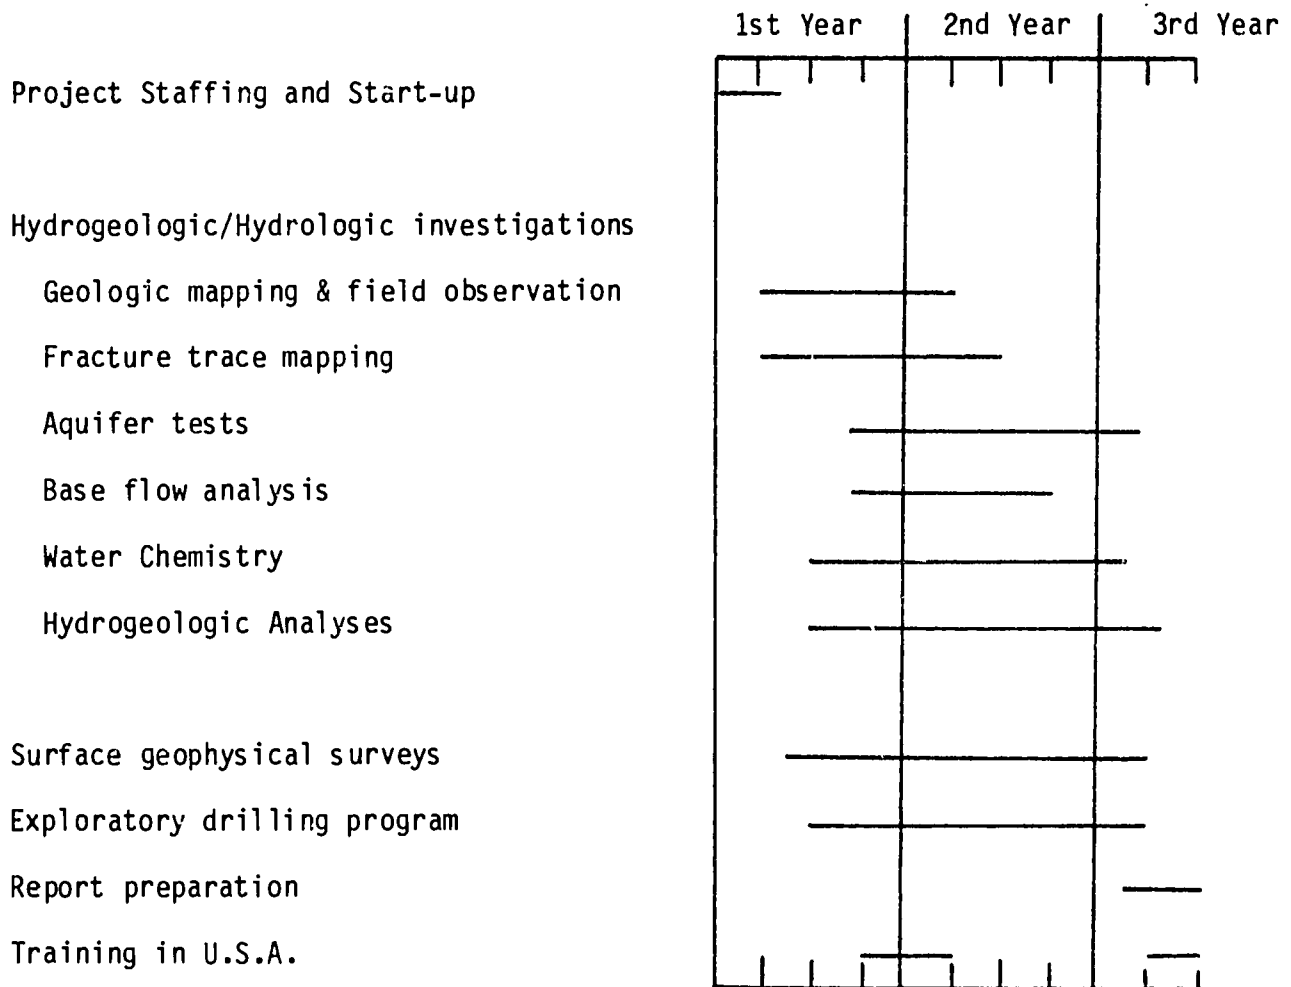 1st Year 2nd Year 3rd Year
Project Staffing and Start-up
Hydrogeologic/Hydrologic investigations
Geologic mapping & field observation
Fracture trace mapping
Aquifer tests
Base flow analysis
Water Chemistry
Hydrogeologic Analyses
Surface geophysical surveys
Exploratory drilling program
Report preparation
Training in U.S.A.